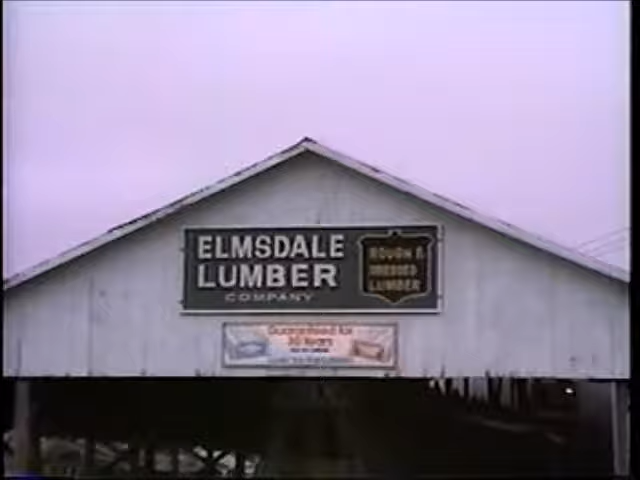 ELMSDALE
LUMBER
COMPANY
ROUGH &
DRESSED
LUMBER
Guaranteed for
30 Years